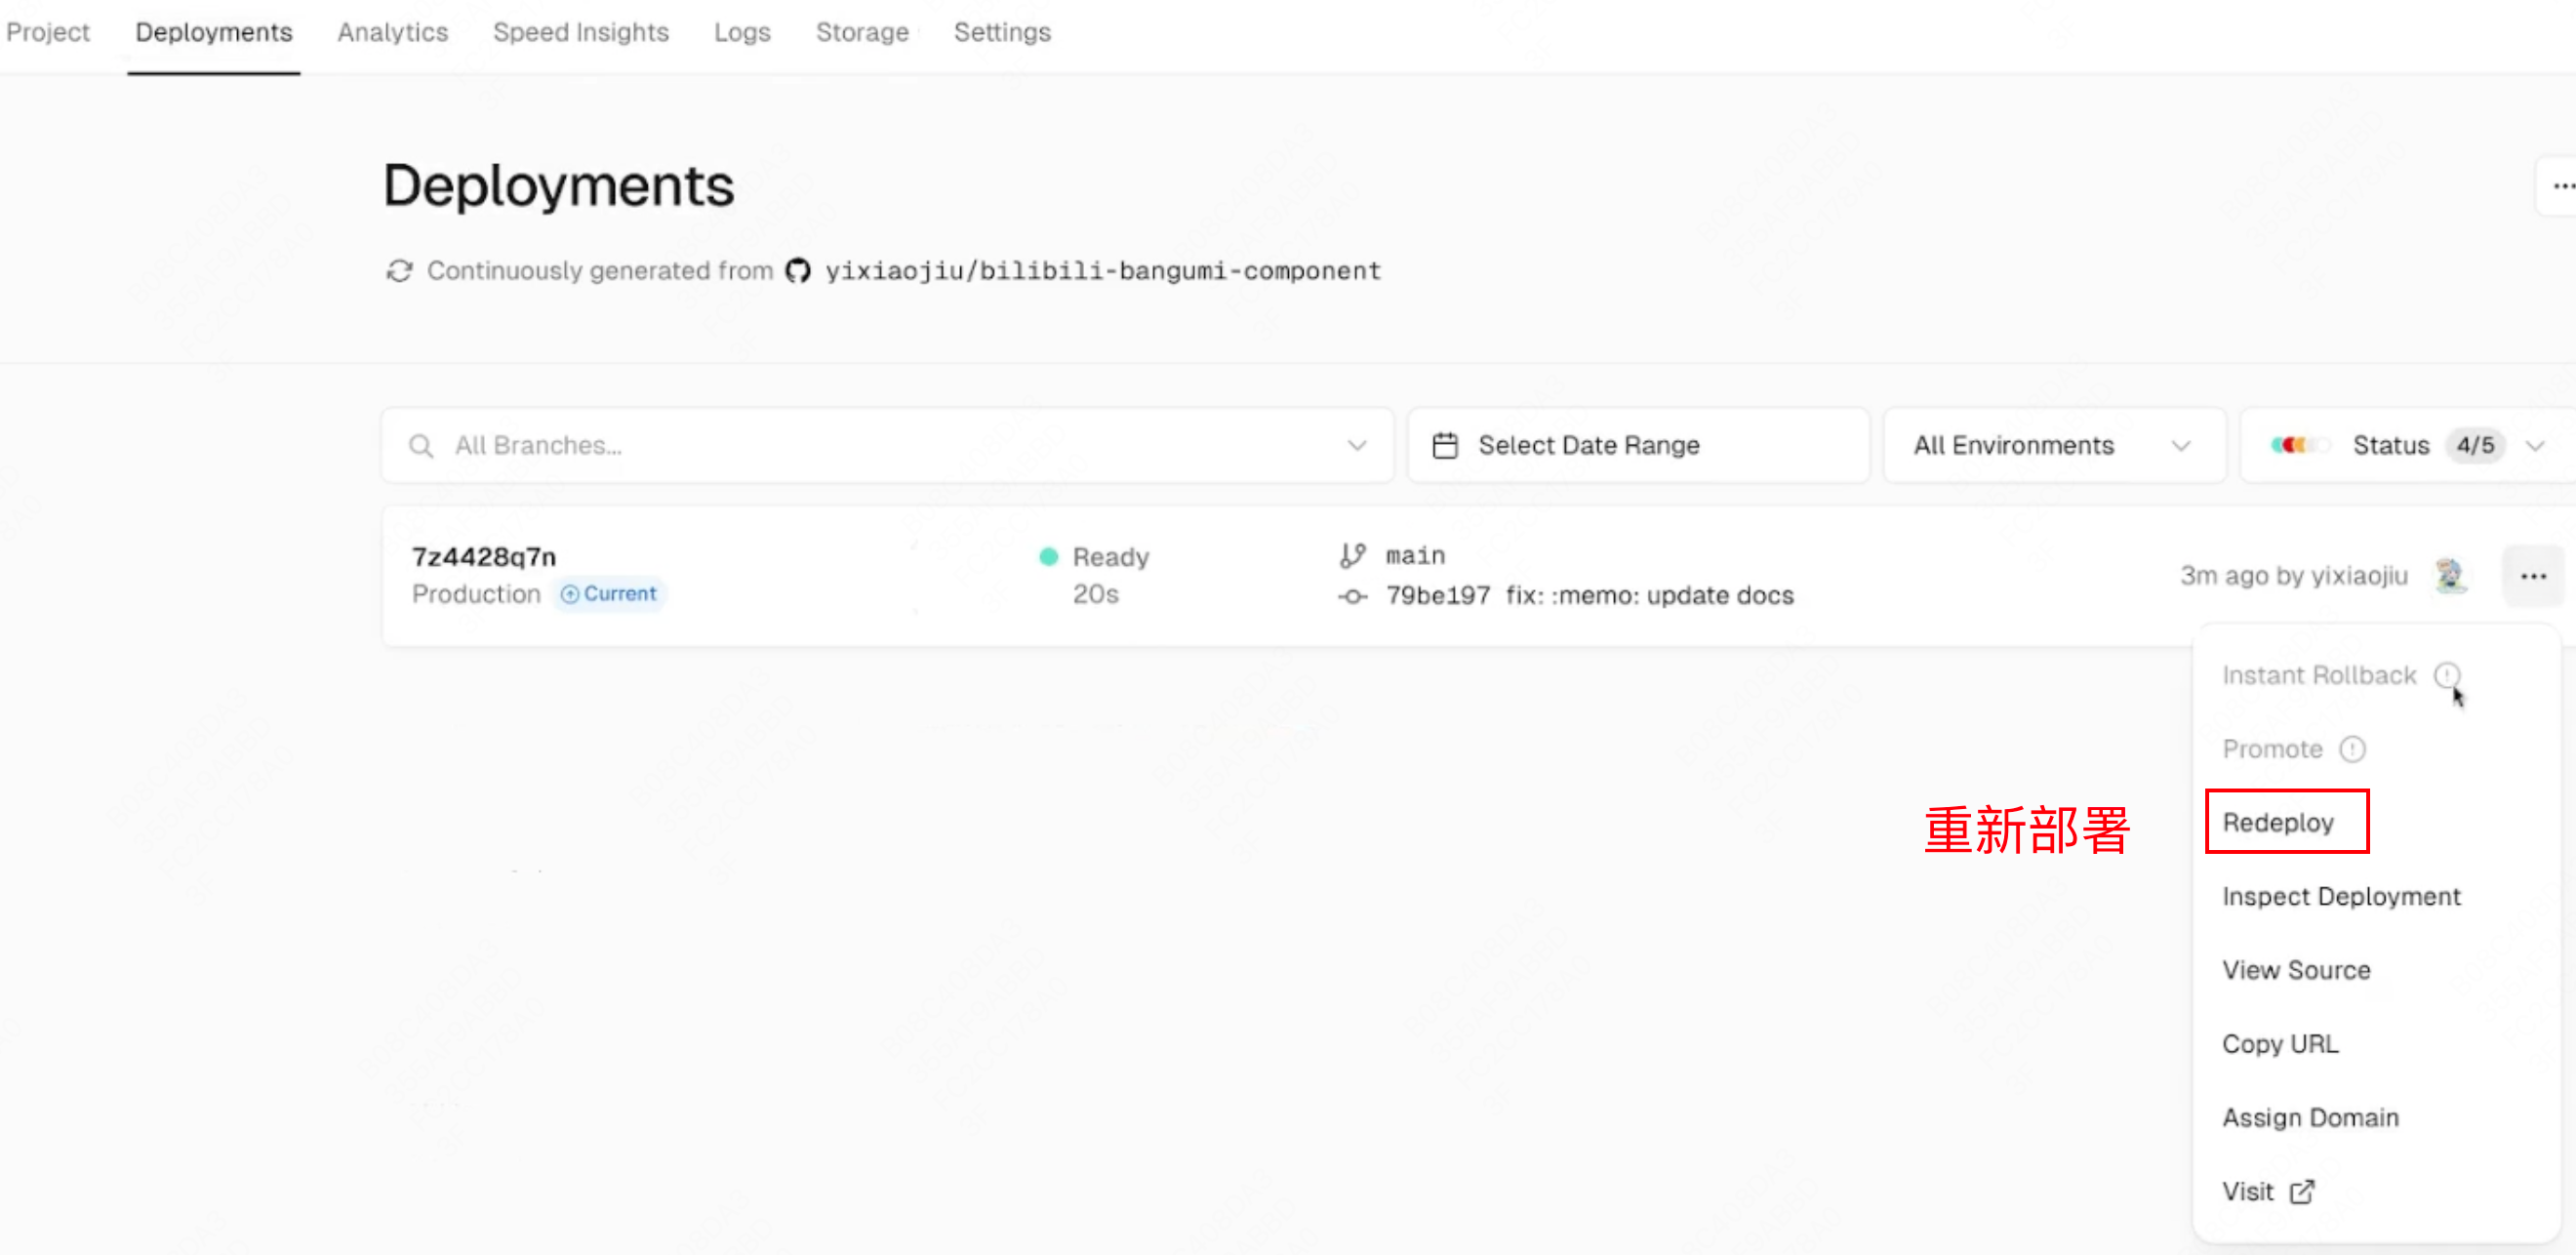 Project Deployments Analytics Speed Insights Logs Storage Settings
Deployments
Continuously generated from yixiaojiu/bilibili-bangumi-component
All Branches... Select Date Range All Environments Status 4/5
7z4428q7n Ready main
Production Current 20s 79be197 fix: :memo: update docs
3m ago by yixiaojiu
Instant Rollback
Promote
重新部署 Redeploy
Inspect Deployment
View Source
Copy URL
Assign Domain
Visit